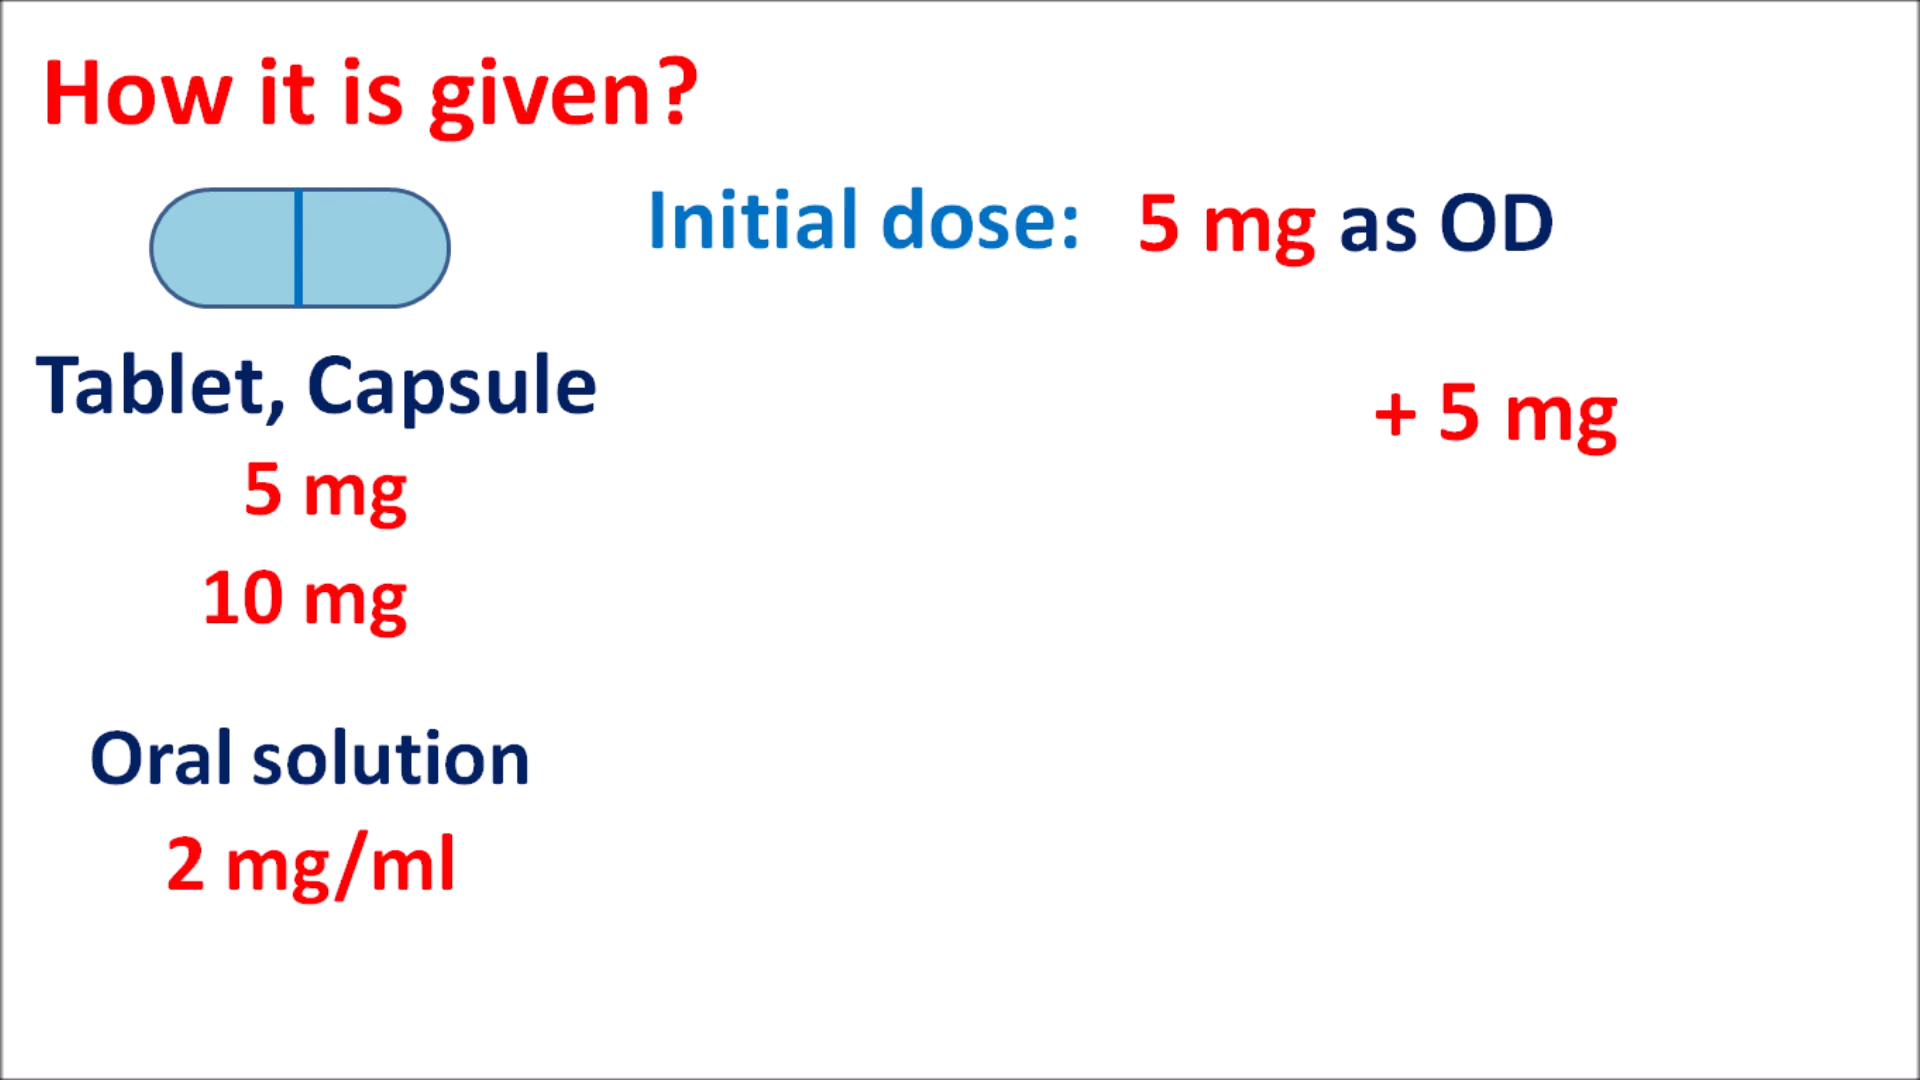 How it is given?
Initial dose: 5 mg as OD
Tablet, Capsule
+ 5 mg
5 mg
10 mg
Oral solution
2 mg/ml